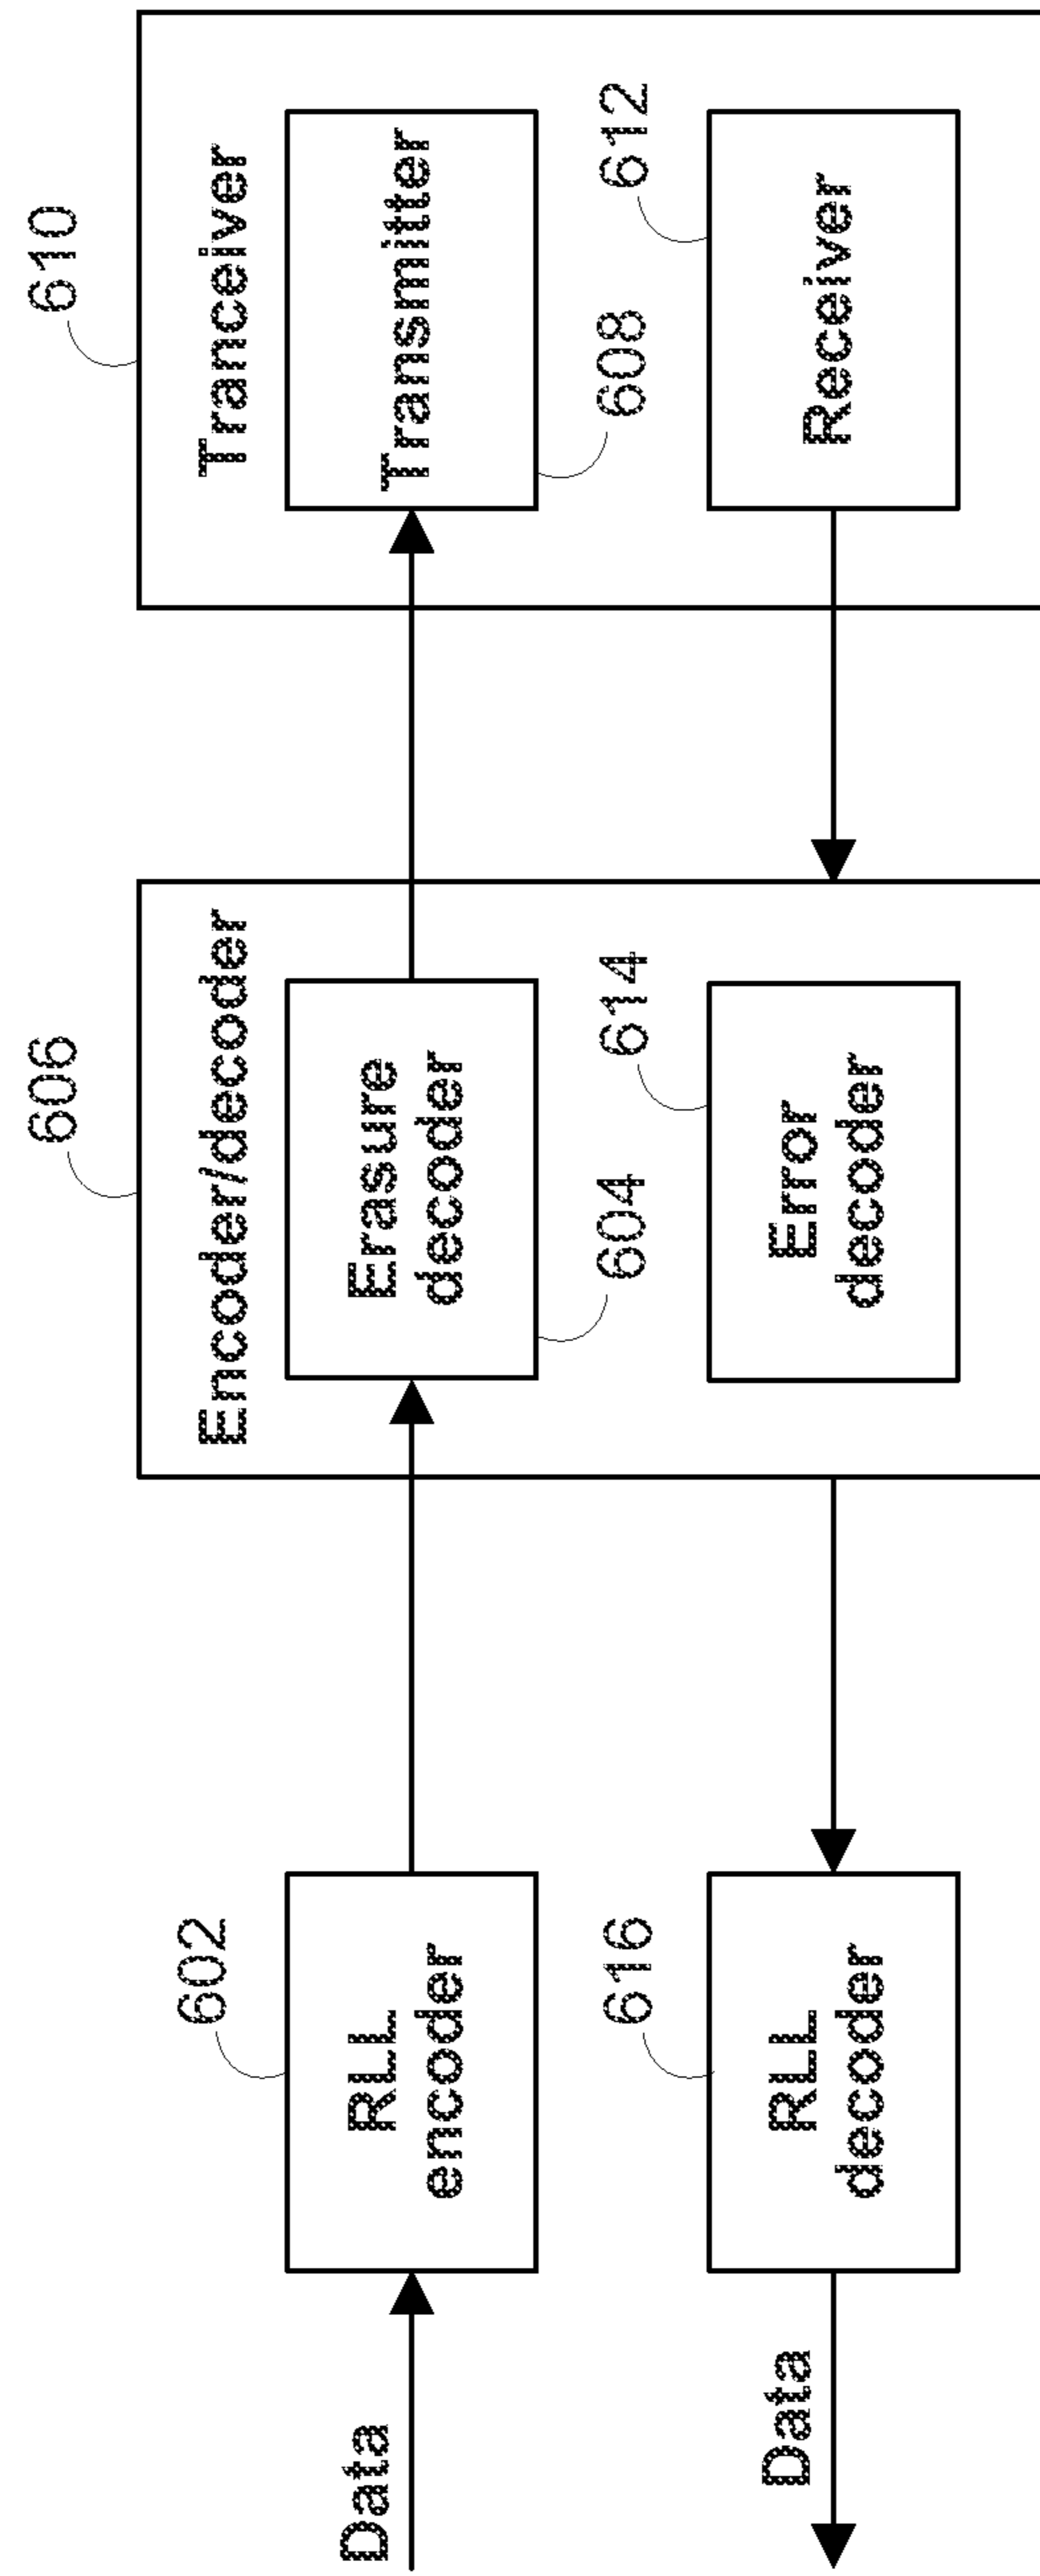 610
Tranceiver
Transmitter
608
612
Receiver
606
Encoder/decoder
Erasure
decoder
604
614
Error
decoder
602
RLL
encoder
616
RLL
decoder
Data
Data